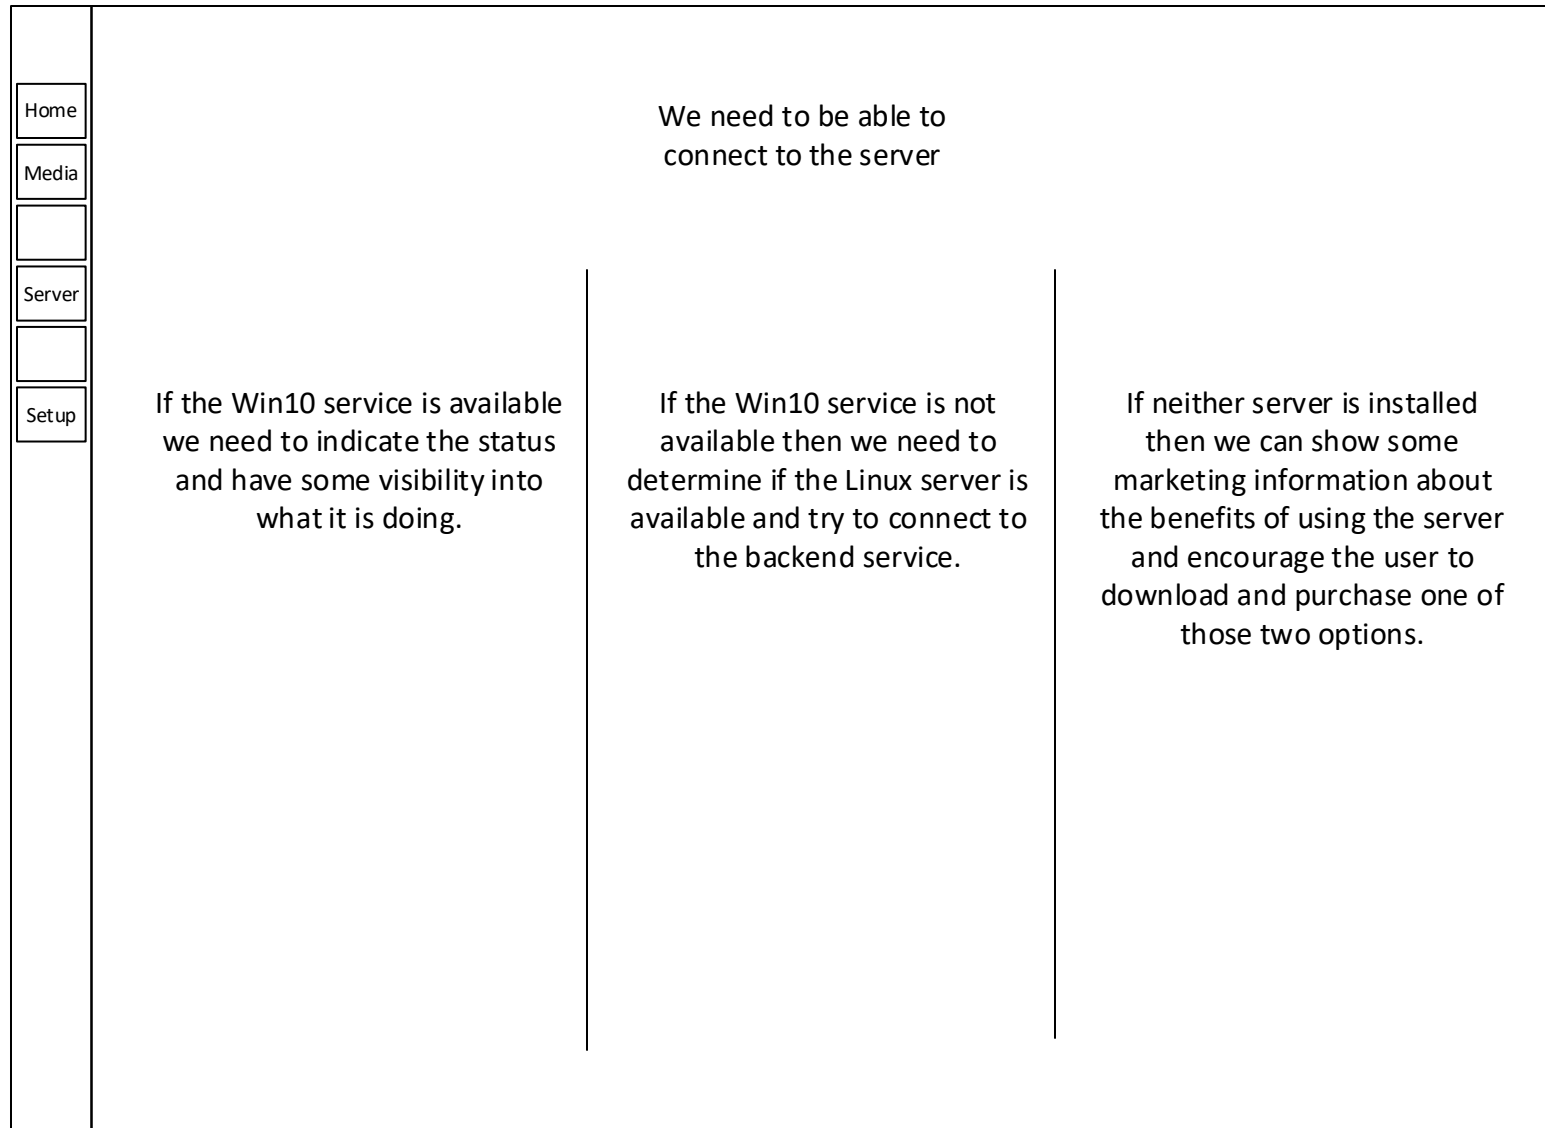 Home
Media
Server
Setup
We need to be able to
connect to the server
If the Win10 service is available
we need to indicate the status
and have some visibility into
what it is doing.
If the Win10 service is not
available then we need to
determine if the Linux server is
available and try to connect to
the backend service.
If neither server is installed
then we can show some
marketing information about
the benefits of using the server
and encourage the user to
download and purchase one of
those two options.